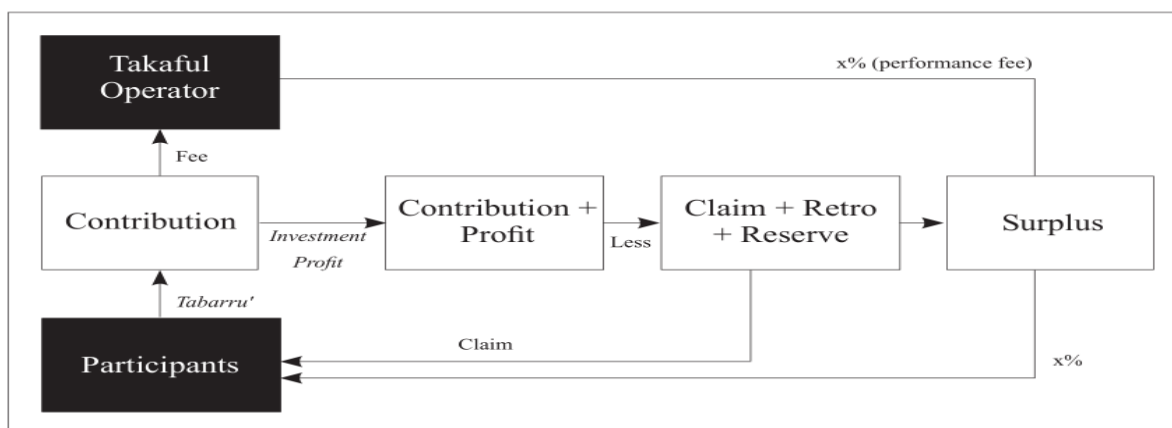 Takaful
Operator
x% (performance fee)
Fee
Contribution
Investment
Profit
Contribution +
Profit
Less
Claim + Retro
+ Reserve
Surplus
Tabarru'
Participants
Claim
x%